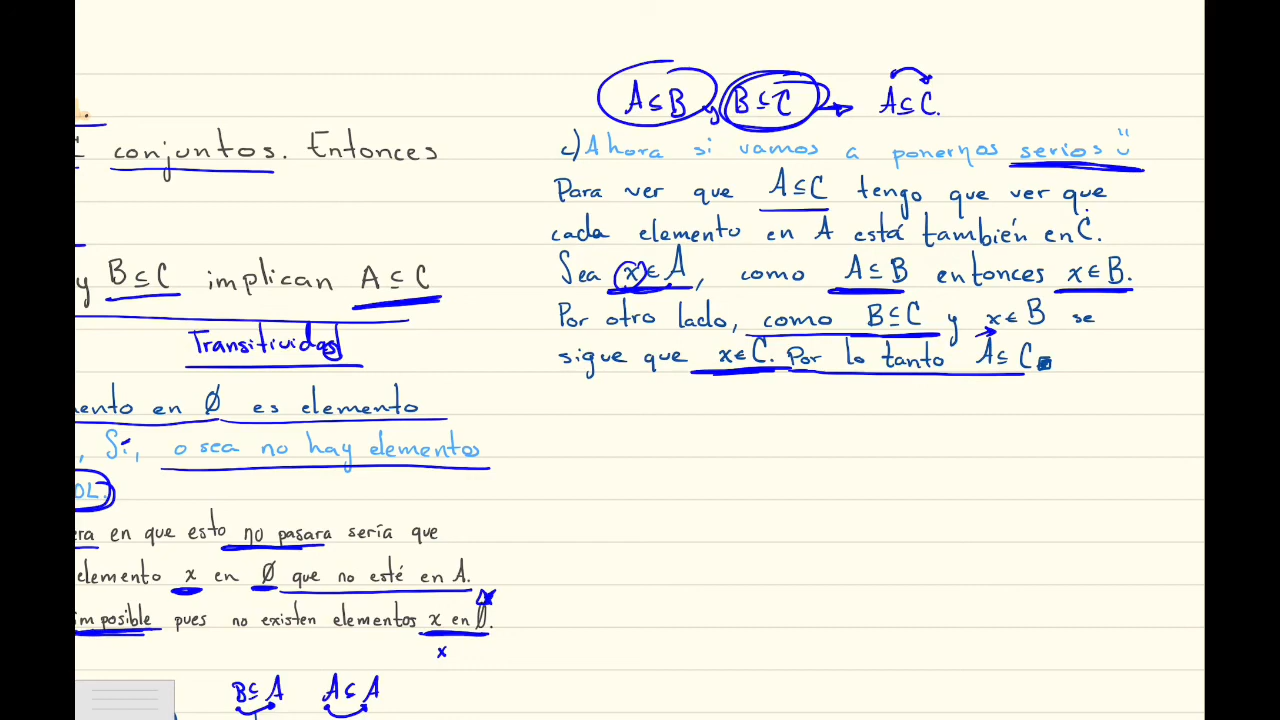 conjuntos. Entonces
y B ⊆ C implican A ⊆ C
Transitividad
en ∅ es elemento
, Sí, o sea no hay elementos
en que esto no pasara sería que
elemento x en ∅ que no esté en A.
imposible pues no existen elementos x en ∅.
x
B ⊆ A A ⊆ A
A ⊆ B y B ⊆ C → A ⊆ C.
c) Ahora si vamos a ponernos serios
Para ver que A ⊆ C tengo que ver que
cada elemento en A está también en C.
Sea x ∈ A, como A ⊆ B entonces x ∈ B.
Por otro lado, como B ⊆ C y x ∈ B se
sigue que x ∈ C. Por lo tanto A ⊆ C